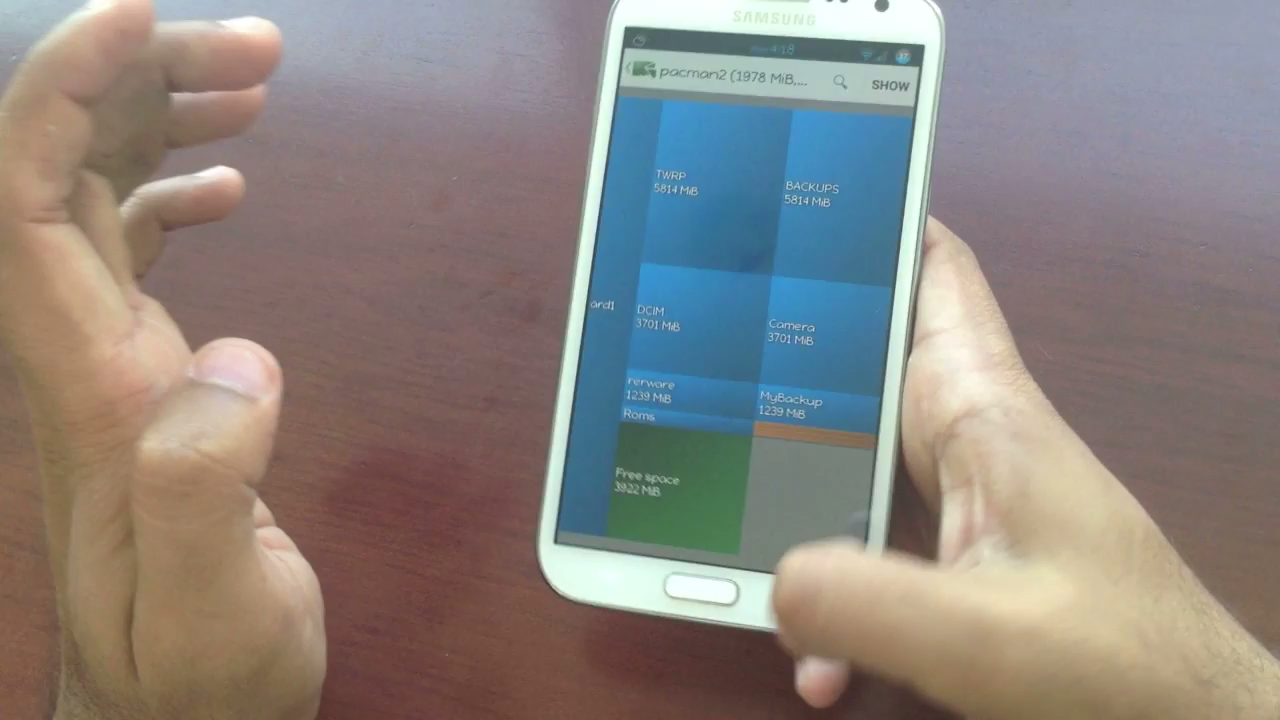 SAMSUNG
4:18
pacman2 (1978 MiB,...
SHOW
TWRP
5814 MiB
BACKUPS
5814 MiB
ard1
DCIM
3701 MiB
Camera
3701 MiB
rerware
1239 MiB
MyBackup
1239 MiB
Roms
Free space
3922 MiB